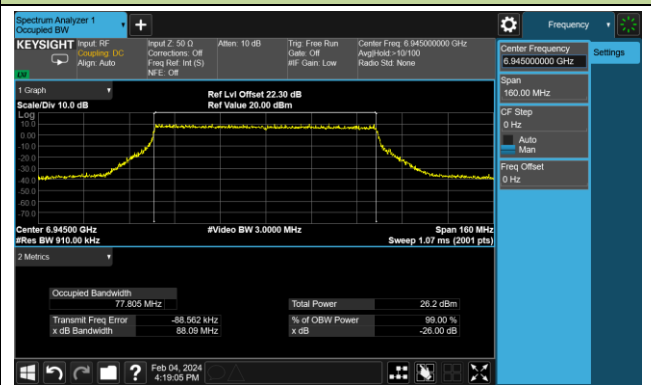 Spectrum Analyzer 1
Occupied BW
Frequency
KEYSIGHT
Input: RF
Coupling: DC
Align: Auto
Input Z: 50 Ω
Corrections: Off
Freq Ref: Int (S)
NFE: Off
Atten: 10 dB
Trig: Free Run
Gate: Off
#IF Gain: Low
Center Freq: 6.945000000 GHz
Avg|Hold:>10/100
Radio Std: None
Center Frequency
6.945000000 GHz
Settings
Span
160.00 MHz
CF Step
0 Hz
Auto
Man
Freq Offset
0 Hz
1 Graph
Scale/Div 10.0 dB
Ref Lvl Offset 22.30 dB
Ref Value 20.00 dBm
Log
10.0
0.00
-10.0
-20.0
-30.0
-40.0
-50.0
-60.0
-70.0
Center 6.94500 GHz
#Res BW 910.00 kHz
#Video BW 3.0000 MHz
Span 160 MHz
Sweep 1.07 ms (2001 pts)
2 Metrics
Occupied Bandwidth
77.805 MHz
Total Power 26.2 dBm
Transmit Freq Error -88.562 kHz
% of OBW Power 99.00 %
x dB Bandwidth 88.09 MHz
x dB -26.00 dB
Feb 04, 2024
4:19:05 PM